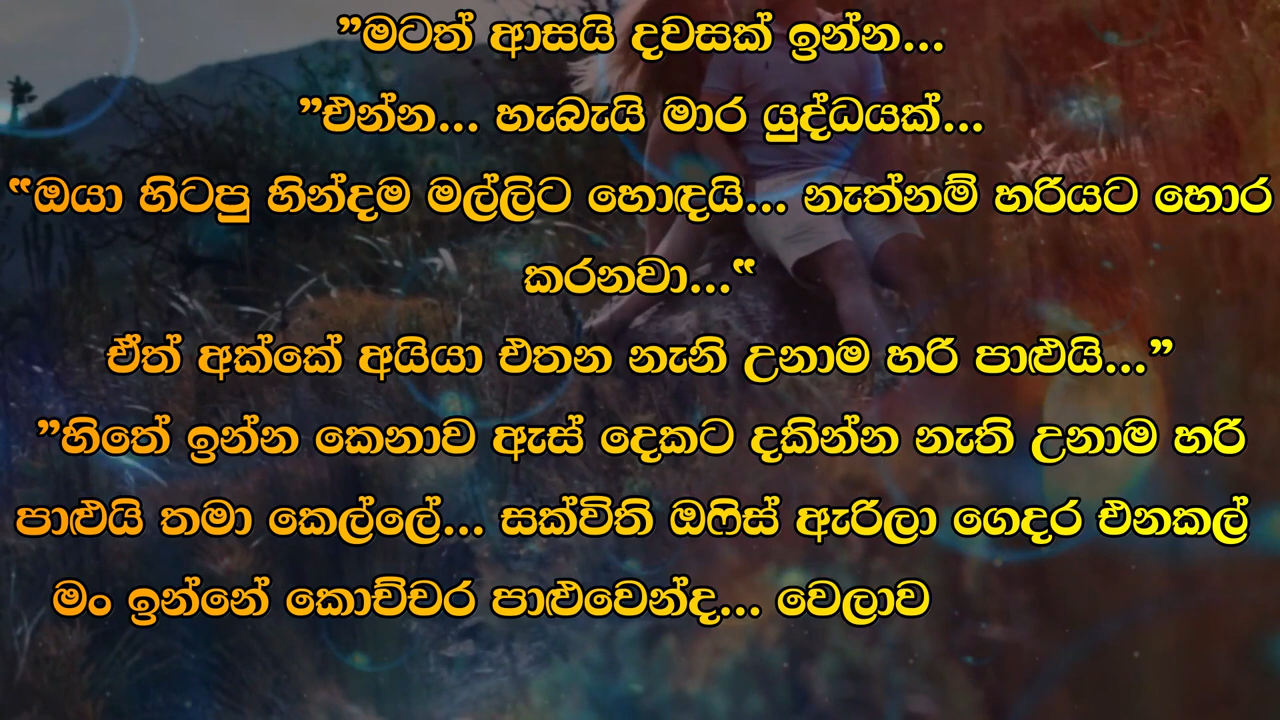 ”මටත් ආසයි දවසක් ඉන්න...
”එන්න... හැබැයි මාර යුද්ධයක්...
“ඔයා හිටපු හින්දම මල්ලිට හොඳයි... නැත්නම් හරියට හොර
කරනවා...“
ඒත් අක්කේ අයියා එතන නැනි උනාම හරි පාළුයි...”
”හිතේ ඉන්න කෙනාව ඇස් දෙකට දකින්න නැති උනාම හරි
පාළුයි තමා කෙල්ලේ... සක්විති ඔෆිස් ඇරිලා ගෙදර එනකල්
මං ඉන්නේ කොච්චර පාළුවෙන්ද... වෙලාව